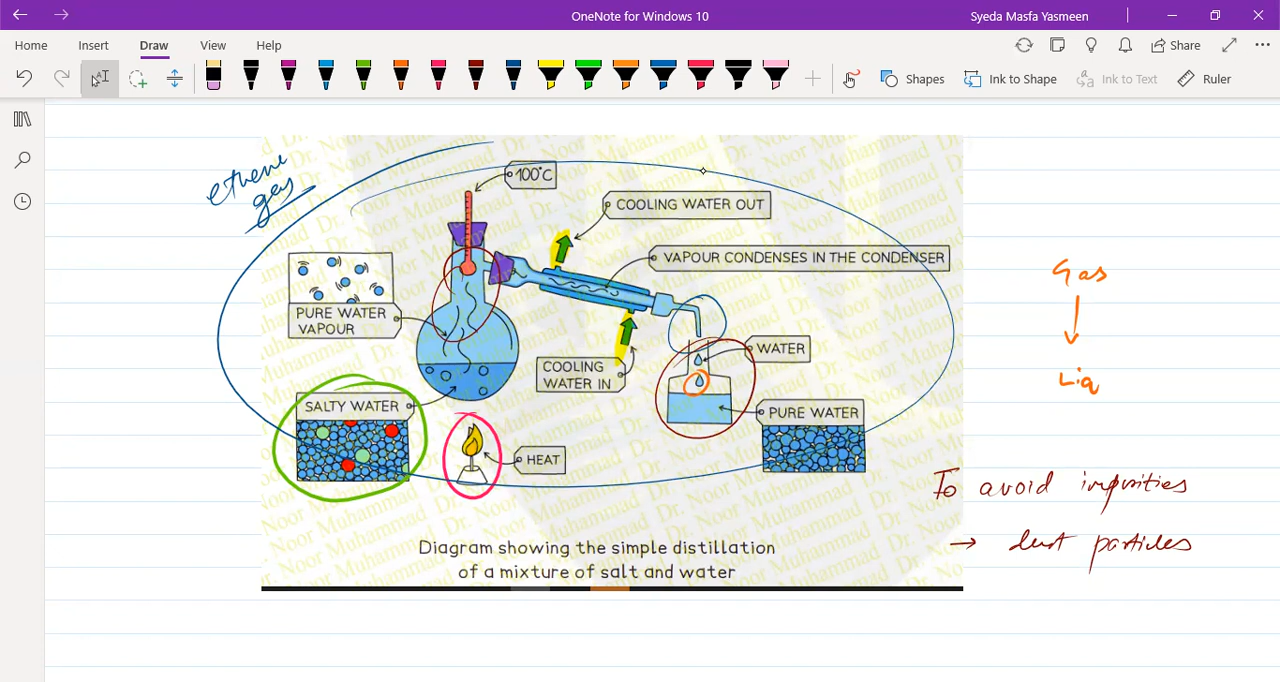 OneNote for Windows 10
Syeda Masfa Yasmeen
Home Insert Draw View Help
Share
Shapes
Ink to Shape
Ink to Text
Ruler
ethene
gas
100°C
COOLING WATER OUT
VAPOUR CONDENSES IN THE CONDENSER
PURE WATER
VAPOUR
COOLING
WATER IN
WATER
SALTY WATER
PURE WATER
HEAT
Gas
Liq
To avoid impurities
→ dust particles
Diagram showing the simple distillation
of a mixture of salt and water
Dr. Noor Muhammad